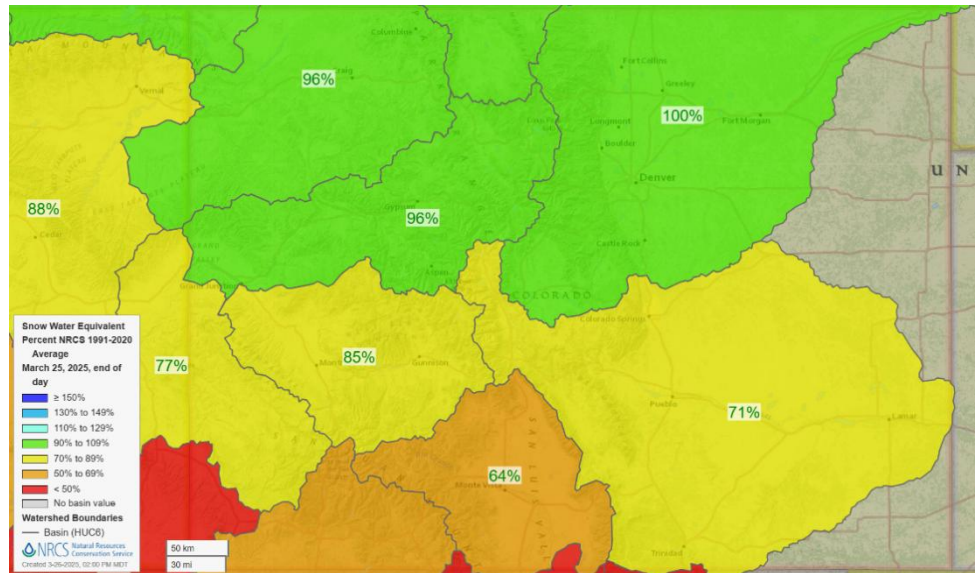 Columbine
96%
Craig
Vernal
Fort Collins
Greeley
100%
Longmont
Fort Morgan
Boulder
Denver
U N
88%
96%
Castle Rock
Aspen
COLORADO
Colorado Springs
85%
Gunnison
77%
Pueblo
71%
Lamar
SAN LUIS VALL
64%
Monte Vista
Trinidad
Snow Water Equivalent
Percent NRCS 1991-2020
Average
March 25, 2025, end of
day
≥ 150%
130% to 149%
110% to 129%
90% to 109%
70% to 89%
50% to 69%
< 50%
No basin value
Watershed Boundaries
Basin (HUC6)
NRCS Natural Resources
Conservation Service
Created 3-26-2025, 02:00 PM MDT
50 km
30 mi